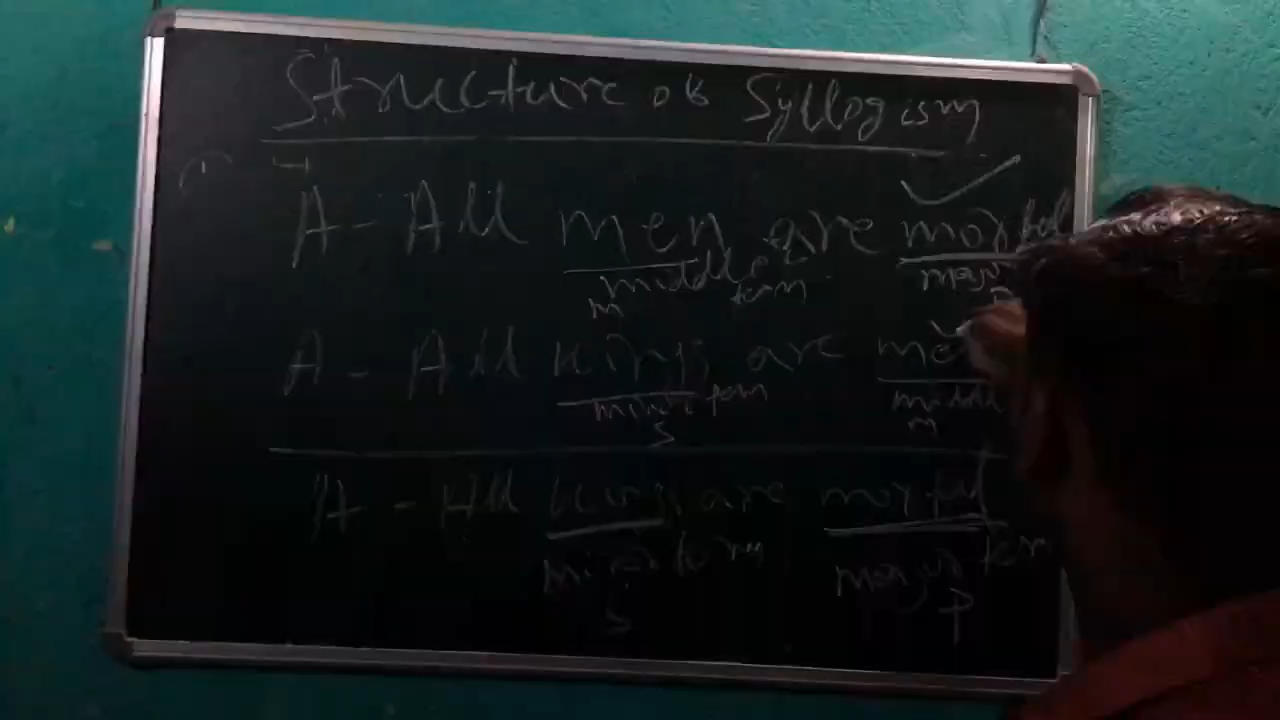 Structure of Syllogism
A - All men are mortal
middle term major
M P
A - All kings are me
minor term middle
S M
A - All kings are mortal
minor term major term
S P